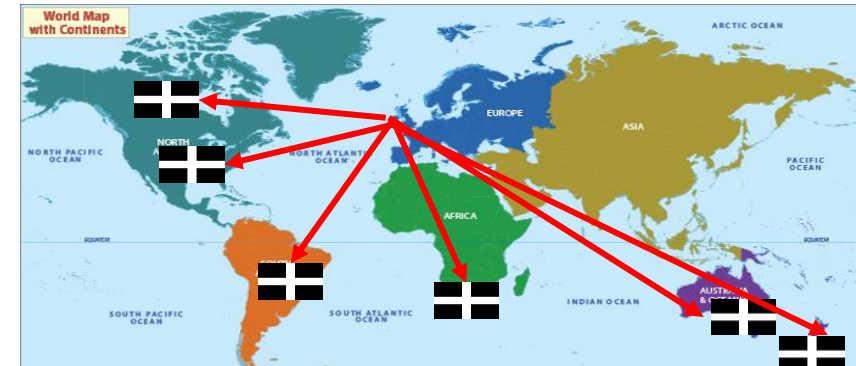 World Map
with Continents
ARCTIC OCEAN
EUROPE
ASIA
NORTH
NORTH PACIFIC
OCEAN
NORTH ATLANTIC
OCEAN
PACIFIC
OCEAN
AFRICA
EQUATOR
EQUATOR
AUSTRALIA
INDIAN OCEAN
SOUTH PACIFIC
OCEAN
SOUTH ATLANTIC
OCEAN